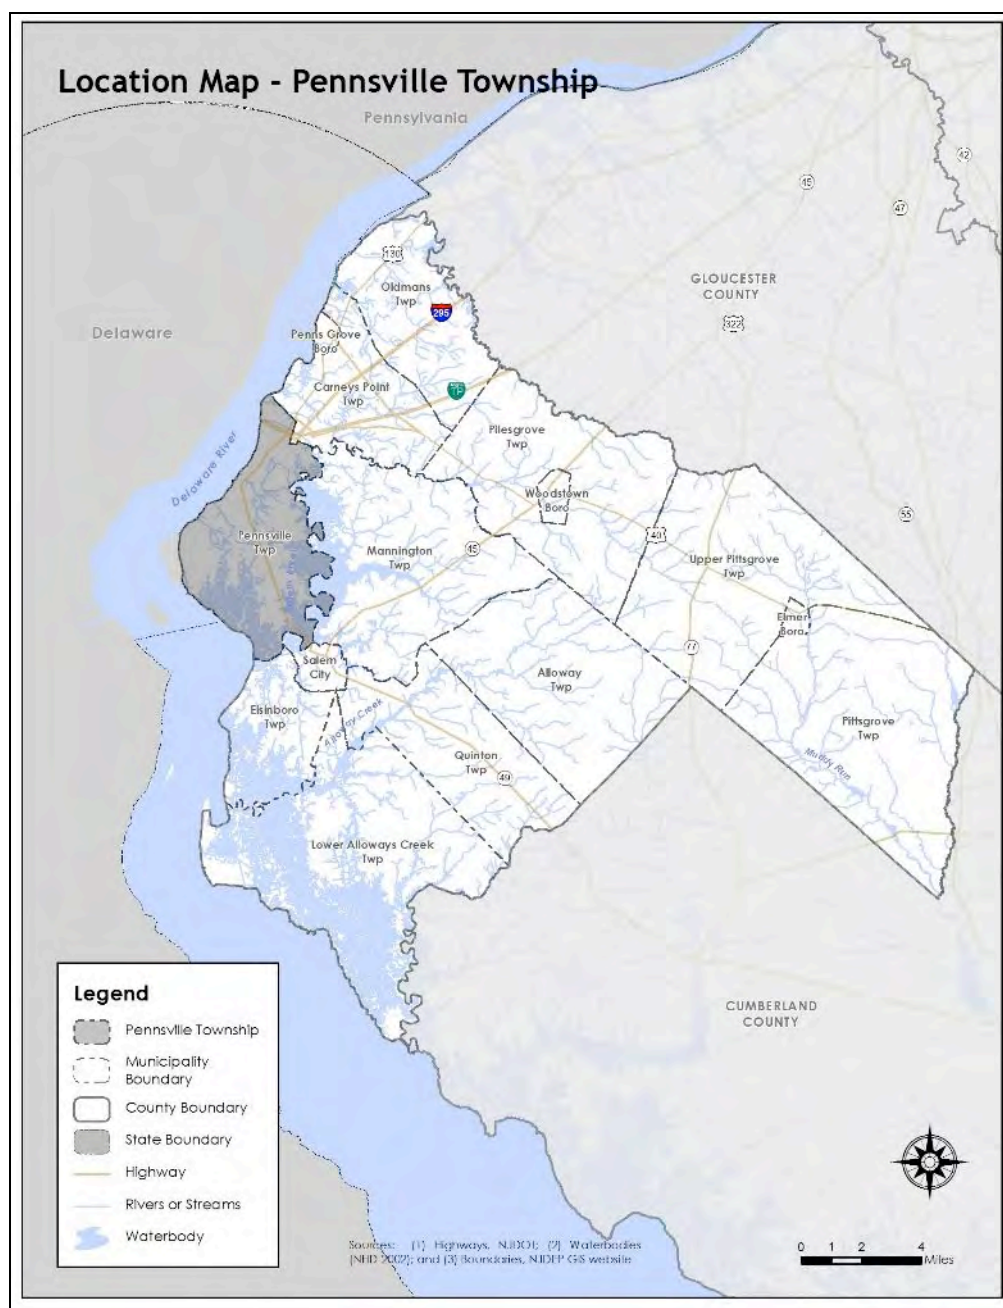 Location Map - Pennsville Township
Pennsylvania
42
45
47
130
Oldmans
Twp
GLOUCESTER
COUNTY
295
322
Delaware
Penns Grove
Boro
Carneys Point
Twp
Pilesgrove
Twp
Delaware River
Woodstown
Boro
55
40
Pennsville
Twp
Mannington
Twp
45
Upper Pittsgrove
Twp
Elmer
Boro
77
Salem
City
Alloway
Twp
Elsinboro
Twp
Alloway Creek
Pittsgrove
Twp
Quinton
Twp
49
Muddy Run
Lower Alloways Creek
Twp
CUMBERLAND
COUNTY
Legend
Pennsville Township
Municipality
Boundary
County Boundary
State Boundary
Highway
Rivers or Streams
Waterbody
Sources: (1) Highways, NJDOT; (2) Waterbodies
(NHD 2002); and (3) Boundaries, NJDEP GIS website
0 1 2 4
Miles